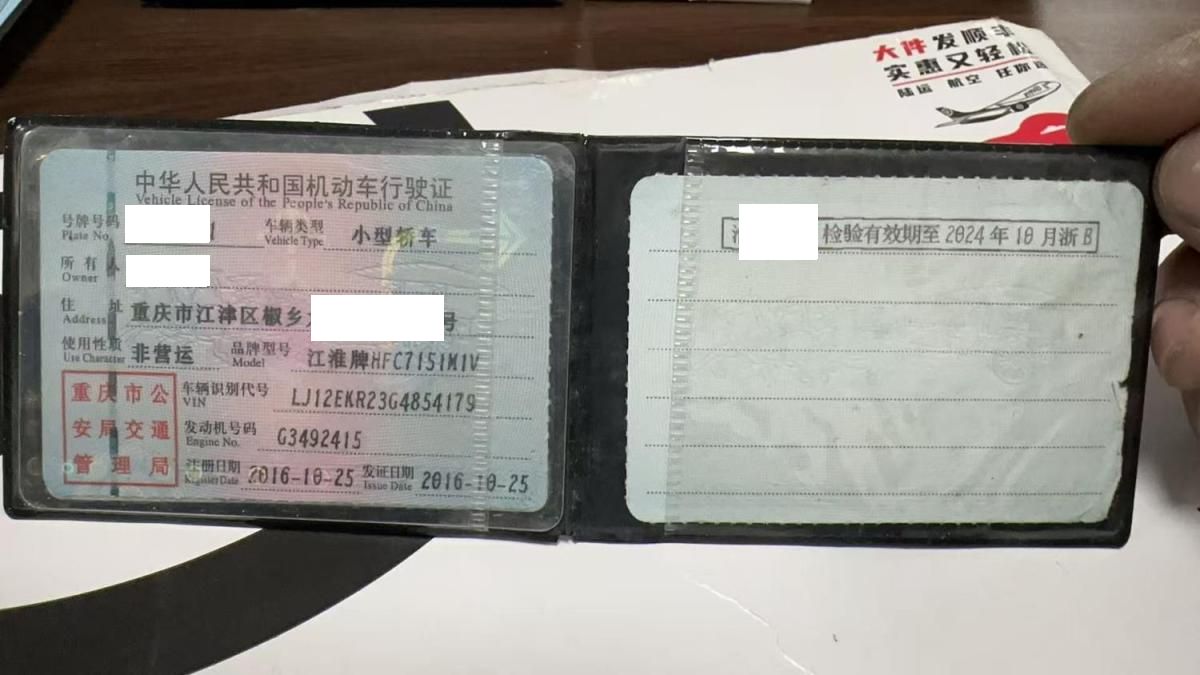 大件发顺丰
实惠又轻松
陆运 航空 任你
中华人民共和国机动车行驶证
Vehicle License of the People's Republic of China
号牌号码 Plate No. 1 车辆类型 Vehicle Type 小型轿车
所有人 Owner
住址 Address 重庆市江津区椒乡 号
使用性质 Use Character 非营运 品牌型号 Model 江淮牌HFC7151M1V
重庆市公
安局交通
管理局
车辆识别代号 VIN LJ12EKR23G4854179
发动机号码 Engine No. G3492415
注册日期 Register Date 2016-10-25 发证日期 Issue Date 2016-10-25
检验有效期至2024年10月浙B